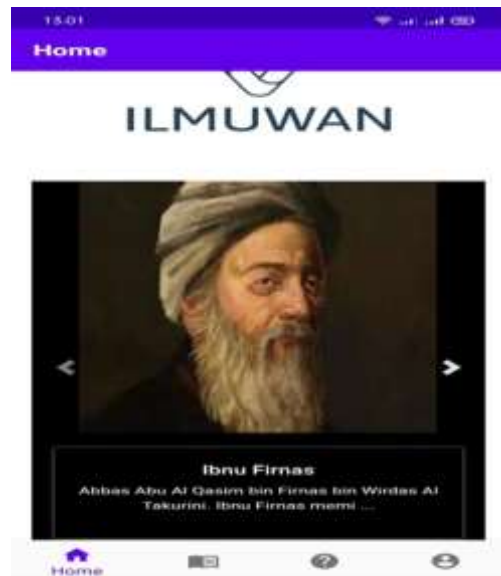 13:01
Home
ILMUWAN
Ibnu Firnas
Abbas Abu Al Qasim bin Firnas bin Wirdas Al
Takurini. Ibnu Firnas memi ...
Home